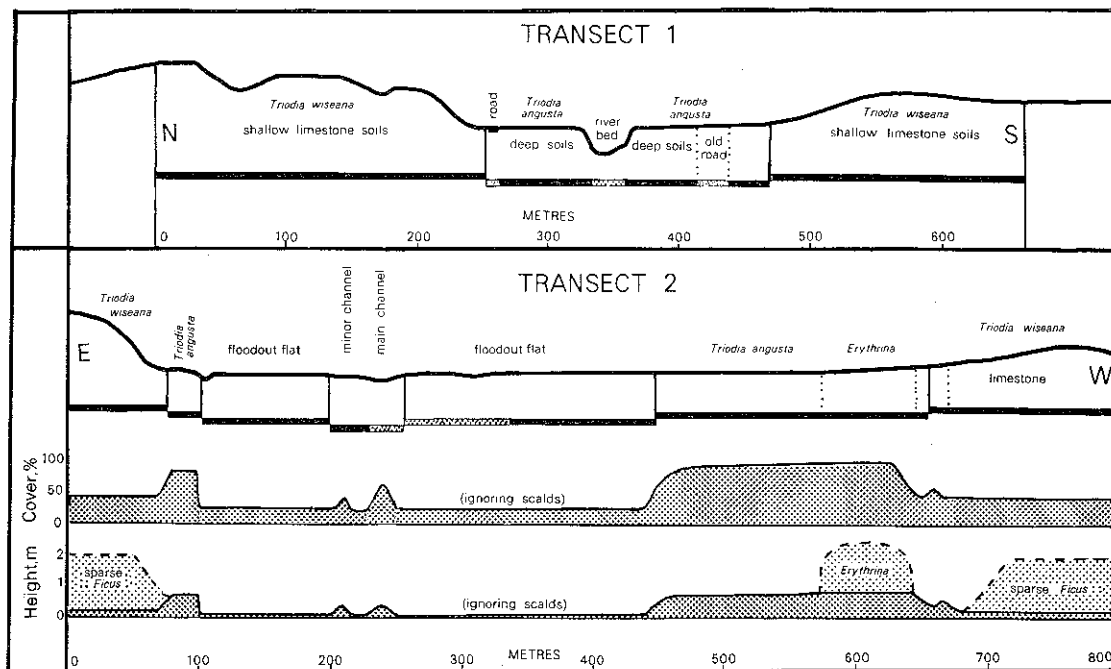 TRANSECT 1
Triodia wiseana
shallow limestone soils
N
road
Triodia
angusta
deep soils
river
bed
Triodia
angusta
deep soils
old
road
Triodia wiseana
shallow limestone soils
S
METRES
0 100 200 300 400 500 600
TRANSECT 2
Triodia
wiseana
E
Triodia
angusta
floodout flat
minor channel
main channel
floodout flat
Triodia angusta
Erythrina
Triodia wiseana
limestone
W
Cover,%
100
50
0
(ignoring scalds)
Height,m
2
1
0
sparse
Ficus
(ignoring scalds)
Erythrina
sparse Ficus
0 100 200 300 METRES 400 500 600 700 800